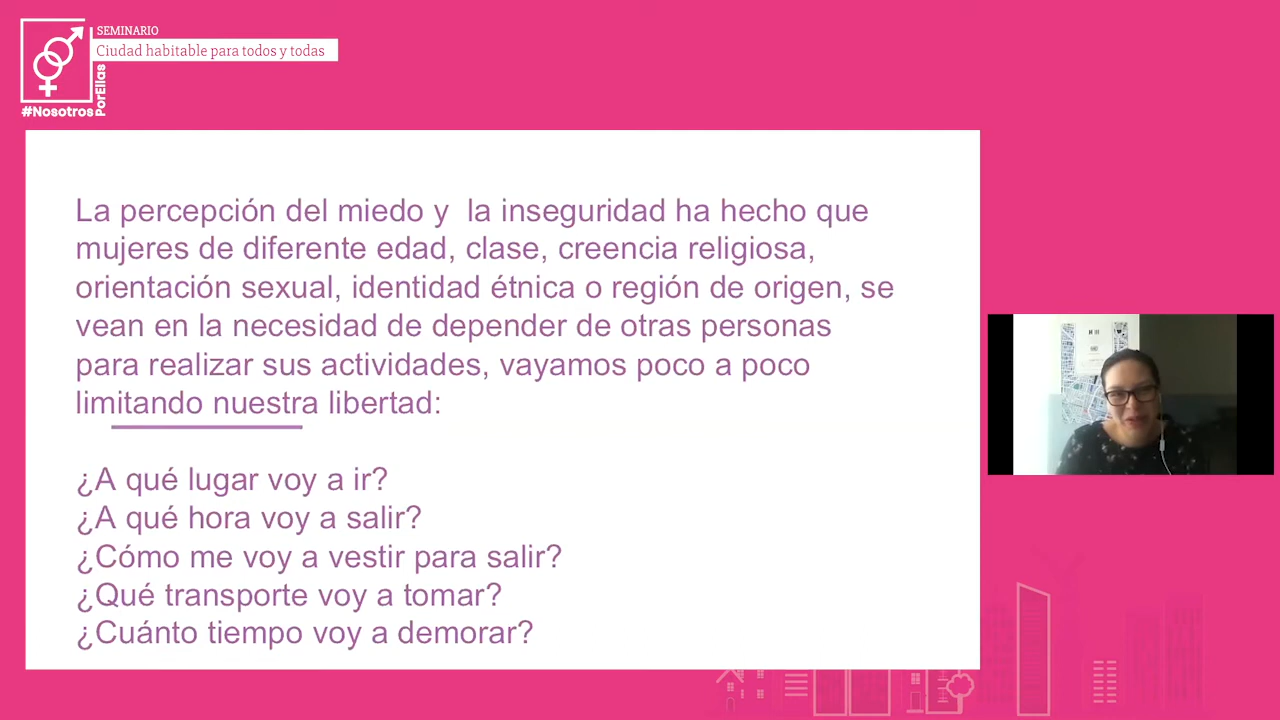 SEMINARIO
Ciudad habitable para todos y todas
#Nosotros
PorEllas
La percepción del miedo y  la inseguridad ha hecho que
mujeres de diferente edad, clase, creencia religiosa,
orientación sexual, identidad étnica o región de origen, se
vean en la necesidad de depender de otras personas
para realizar sus actividades, vayamos poco a poco
limitando nuestra libertad:
¿A qué lugar voy a ir?
¿A qué hora voy a salir?
¿Cómo me voy a vestir para salir?
¿Qué transporte voy a tomar?
¿Cuánto tiempo voy a demorar?